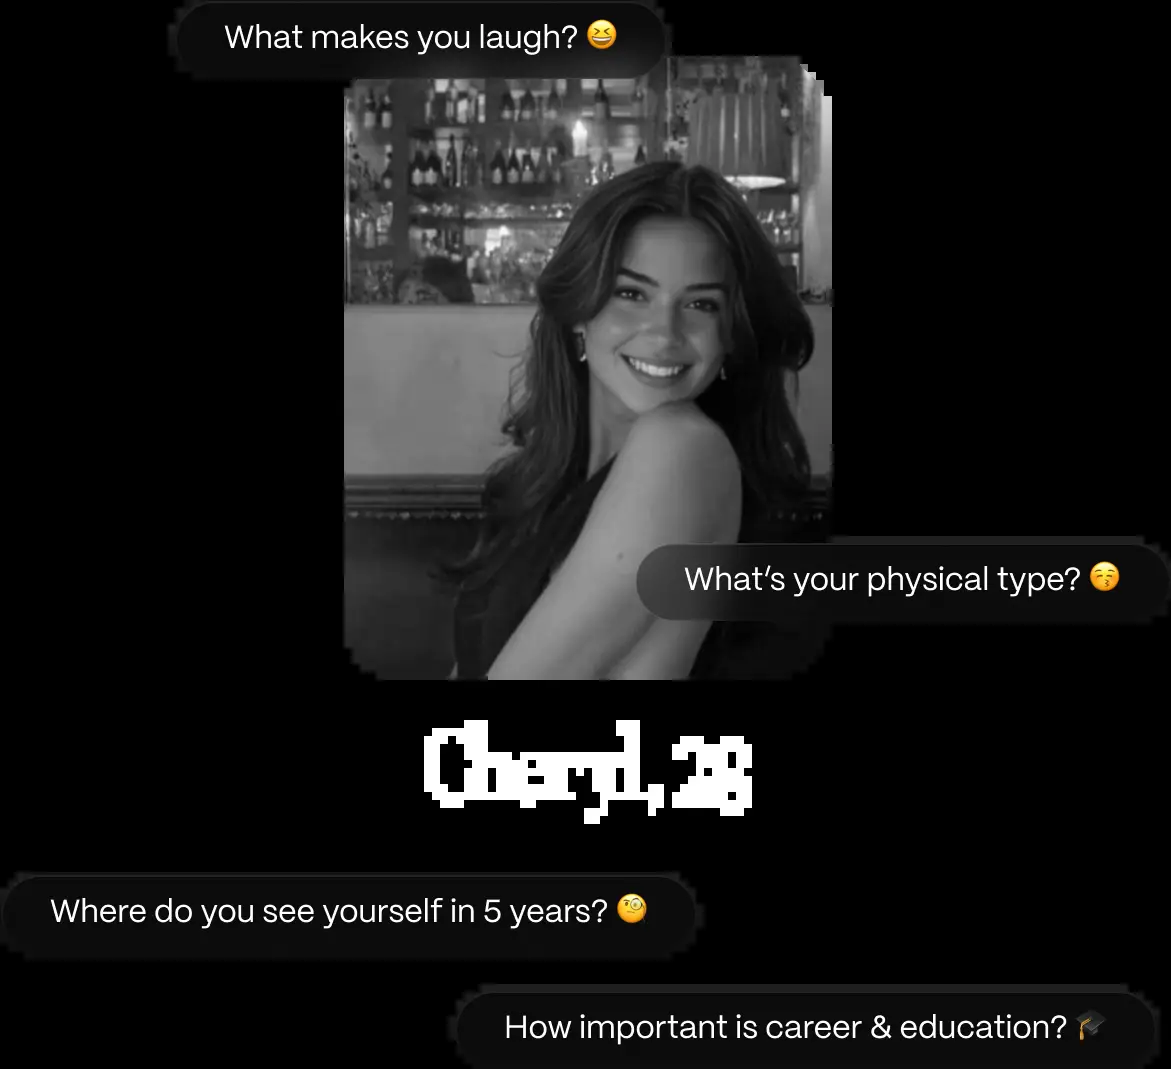 What makes you laugh? 😆
What's your physical type? 😚
Cheryl, 28
Where do you see yourself in 5 years? 🧐
How important is career & education? 🎓